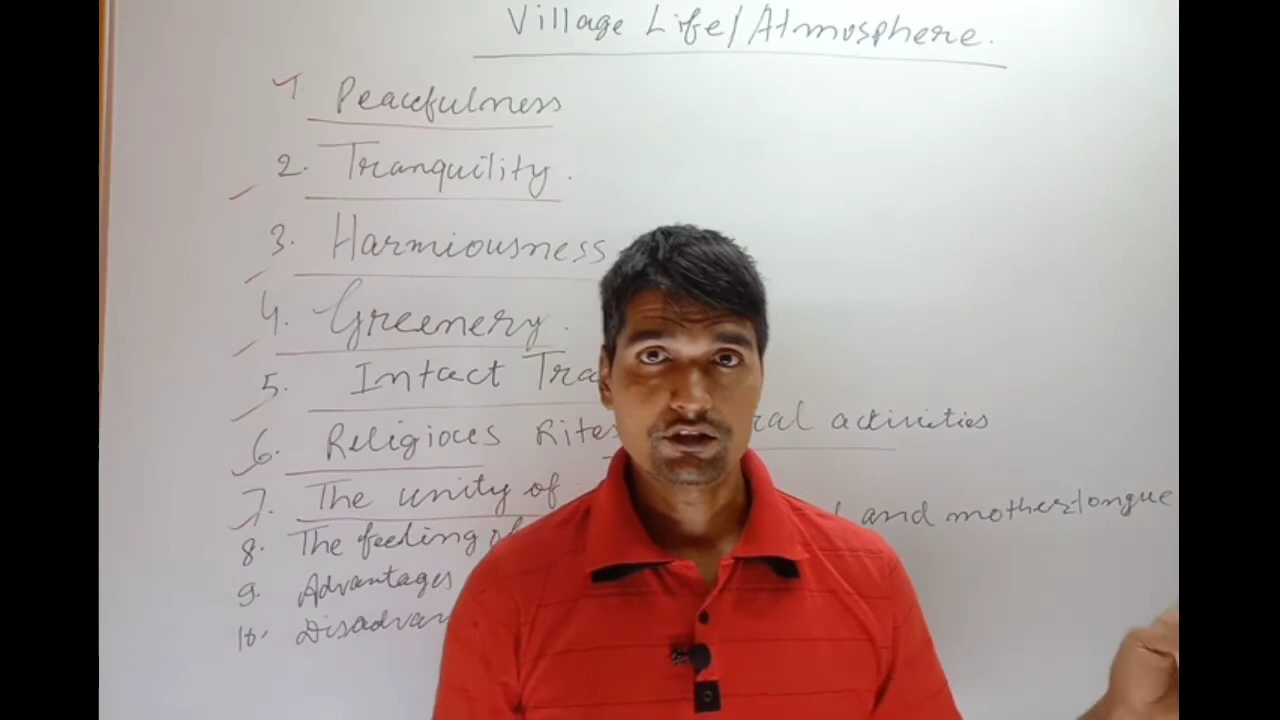 Village Life/Atmosphere.
1. Peacefulness
2. Tranquility.
3. Harmiousness
4. Greenery.
5. Intact Tra
6. Religious Rites ral activities
7. The unity of
8. The feeling of and mothertongue
9. Advantages
10. Disadvan